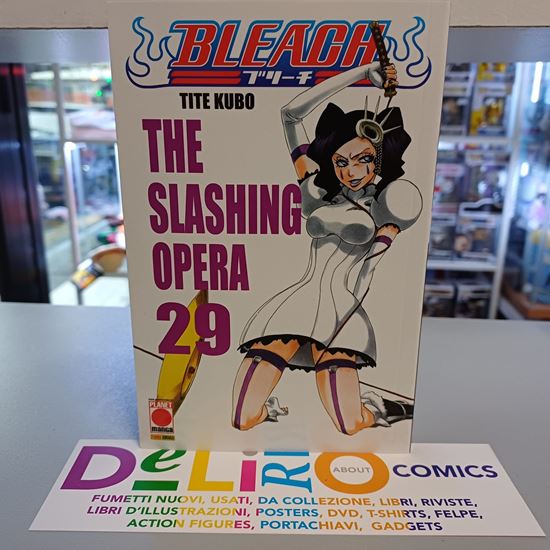 BLEACH
ブリーチ
TITE KUBO
THE
SLASHING
OPERA
29
PLANET
manga
DELIRIO ABOUT COMICS
FUMETTI NUOVI, USATI, DA COLLEZIONE, LIBRI, RIVISTE,
LIBRI D'ILLUSTRAZIONI, POSTERS, DVD, T-SHIRTS, FELPE,
ACTION FIGURES, PORTACHIAVI, GADGETS